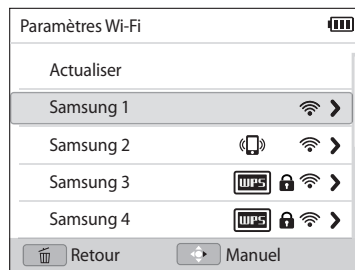 Paramètres Wi-Fi
Actualiser
Samsung 1
Samsung 2
Samsung 3 WPS
Samsung 4 WPS
Retour Manuel